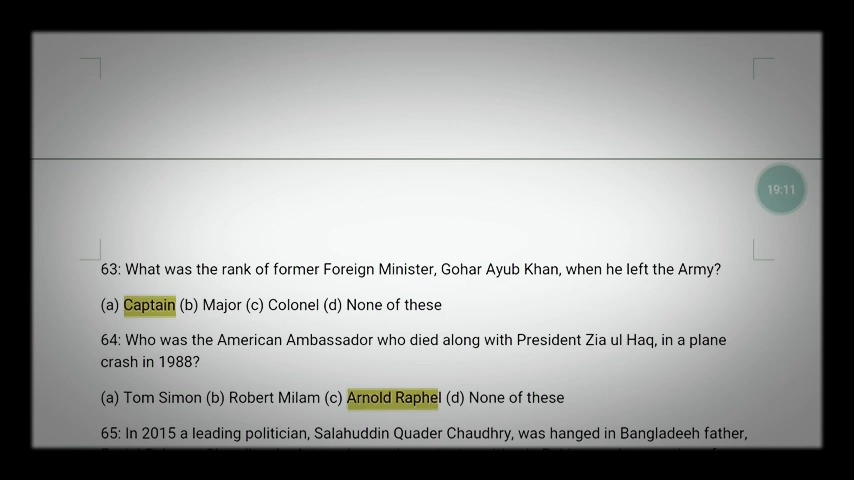 19:11
63: What was the rank of former Foreign Minister, Gohar Ayub Khan, when he left the Army?
(a) Captain (b) Major (c) Colonel (d) None of these
64: Who was the American Ambassador who died along with President Zia ul Haq, in a plane
crash in 1988?
(a) Tom Simon (b) Robert Milam (c) Arnold Raphel (d) None of these
65: In 2015 a leading politician, Salahuddin Quader Chaudhry, was hanged in Bangladeeh father,